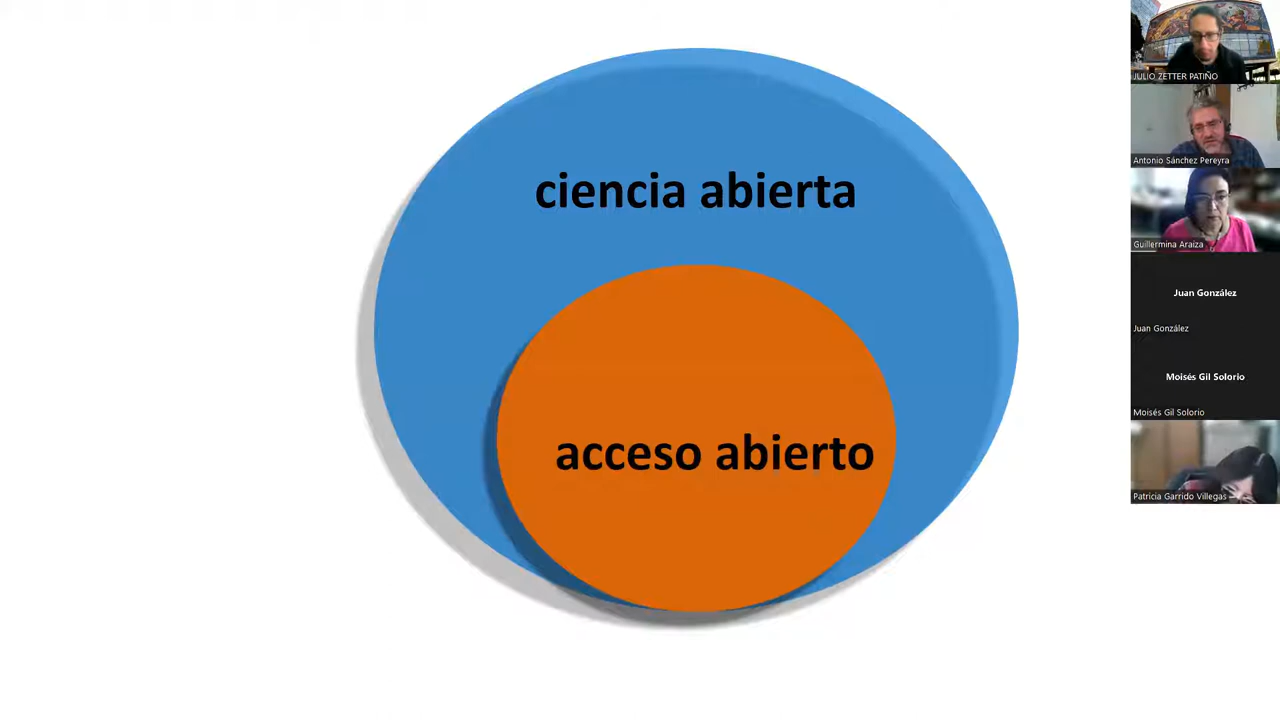 ciencia abierta
acceso abierto
JULIO ZETTER PATIÑO
Antonio Sánchez Pereyra
Guillermina Araiza
Juan González
Juan González
Moisés Gil Solorio
Moisés Gil Solorio
Patricia Garrido Villegas